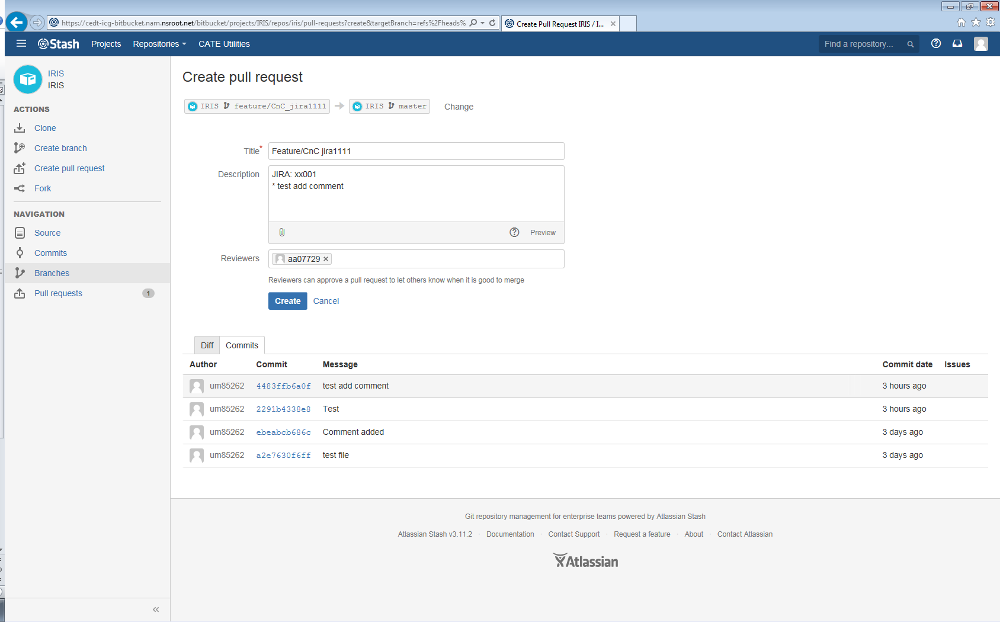 https://cedt-icg-bitbucket.nam.nsroot.net/bitbucket/projects/IRIS/repos/iris/pull-requests?create&targetBranch=refs%2Fheads%
Create Pull Request IRIS / I...
Stash Projects Repositories CATE Utilities Find a repository...
IRIS
IRIS
ACTIONS
Clone
Create branch
Create pull request
Fork
NAVIGATION
Source
Commits
Branches
Pull requests 1
Create pull request
IRIS feature/CnC_jira1111 IRIS master Change
Title* Feature/CnC jira1111
Description JIRA: xx001
* test add comment
Preview
Reviewers aa07729 ×
Reviewers can approve a pull request to let others know when it is good to merge
Create Cancel
Diff Commits
Author Commit Message Commit date Issues
um85262 4483ffb6a0f test add comment 3 hours ago
um85262 2291b4338e8 Test 3 hours ago
um85262 ebeabcb686c Comment added 3 days ago
um85262 a2e7630f6ff test file 3 days ago
Git repository management for enterprise teams powered by Atlassian Stash
Atlassian Stash v3.11.2 · Documentation · Contact Support · Request a feature · About · Contact Atlassian
Atlassian